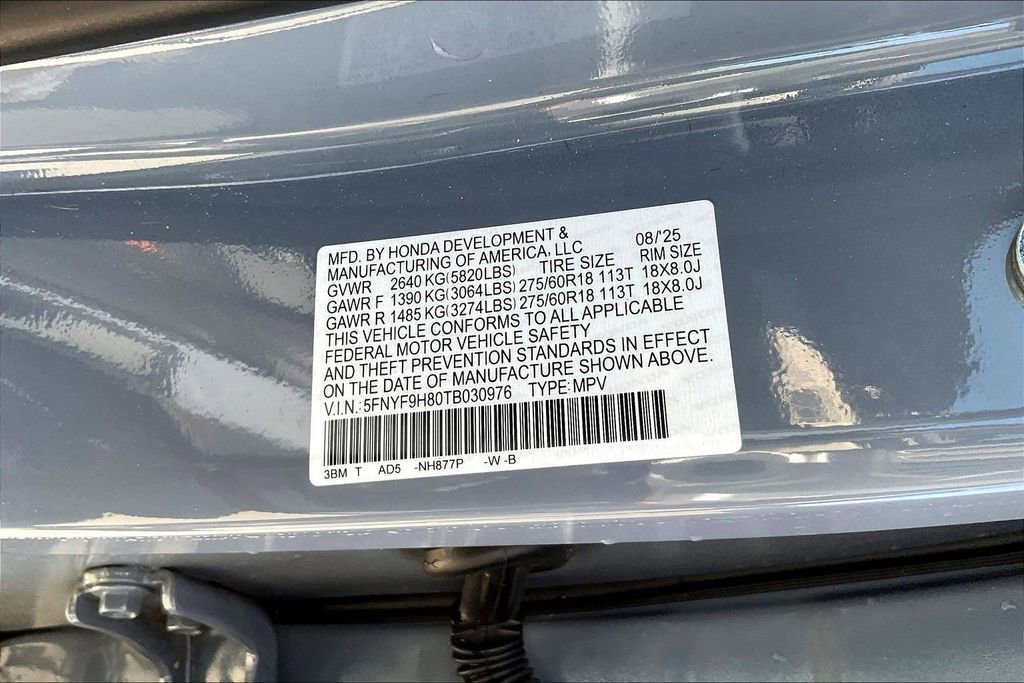 MFD. BY HONDA DEVELOPMENT &
MANUFACTURING OF AMERICA, LLC 08/'25
GVWR 2640 KG(5820LBS) TIRE SIZE RIM SIZE
GAWR F 1390 KG(3064LBS) 275/60R18 113T 18X8.0J
GAWR R 1485 KG(3274LBS) 275/60R18 113T 18X8.0J
THIS VEHICLE CONFORMS TO ALL APPLICABLE
FEDERAL MOTOR VEHICLE SAFETY
AND THEFT PREVENTION STANDARDS IN EFFECT
ON THE DATE OF MANUFACTURE SHOWN ABOVE.
V.I.N.:5FNYF9H80TB030976 TYPE:MPV
3BM T AD5 -NH877P -W -B